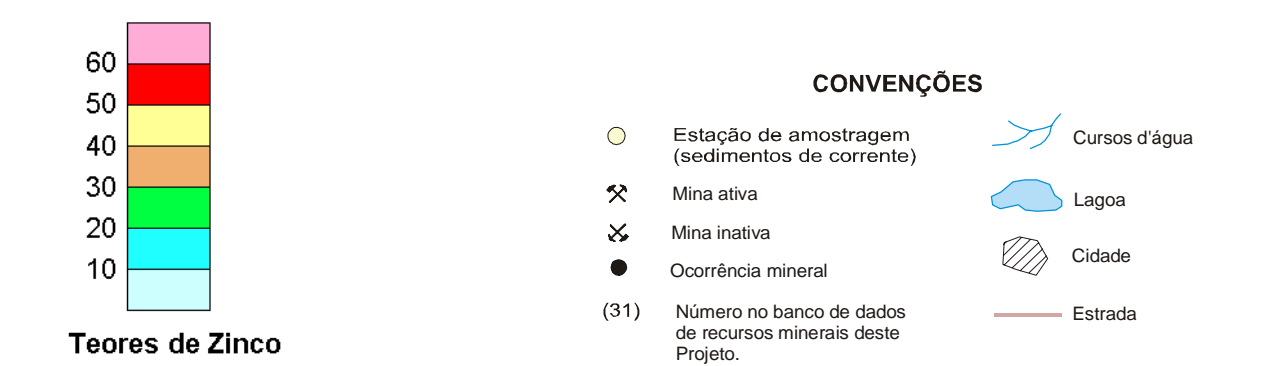 60
50
40
30
20
10
Teores de Zinco
CONVENÇÕES
Estação de amostragem
(sedimentos de corrente)
Mina ativa
Mina inativa
Ocorrência mineral
(31) Número no banco de dados
de recursos minerais deste
Projeto.
Cursos d'água
Lagoa
Cidade
Estrada